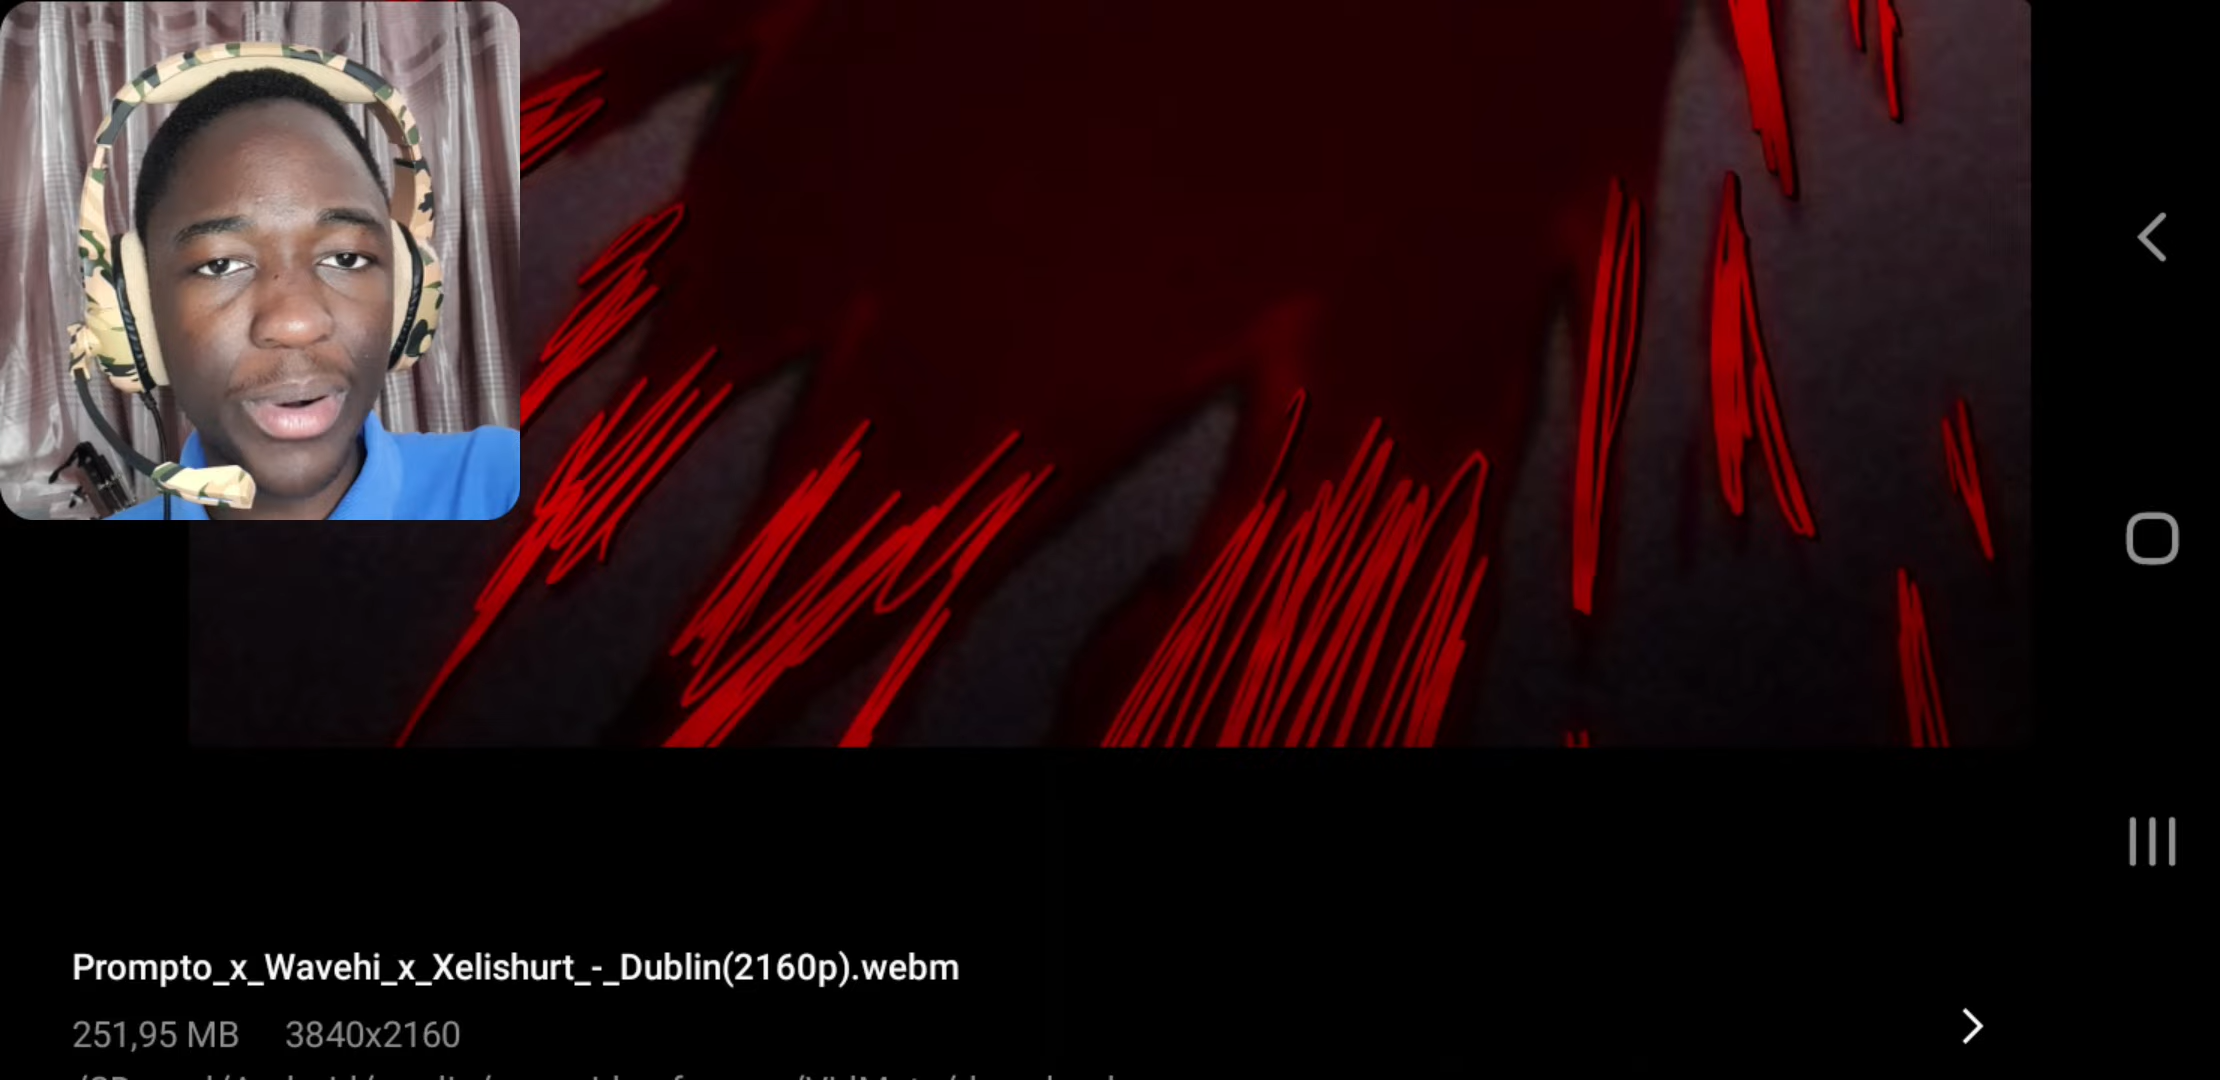 Prompto_x_Wavehi_x_Xelishurt_-_Dublin(2160p).webm
251,95 MB 3840x2160